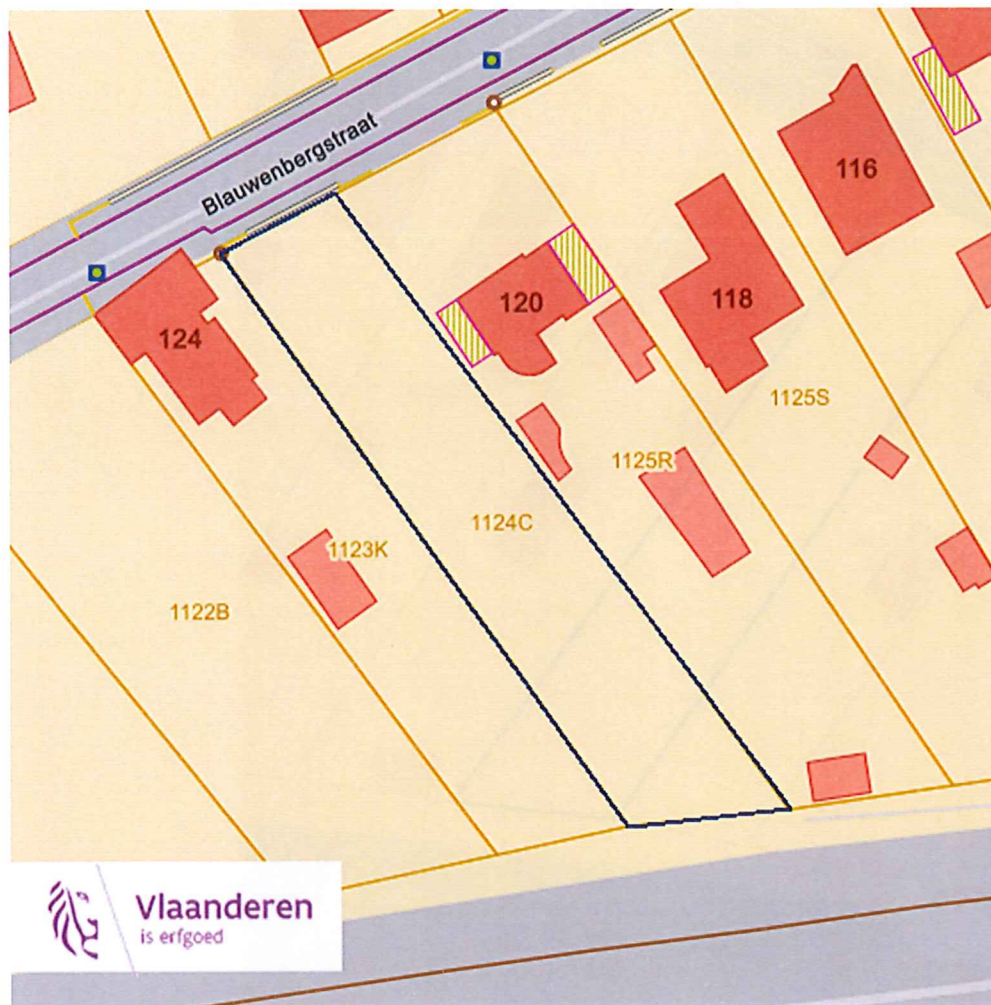 Blauwenbergstraat
116
124
120
118
1125S
1125R
1124C
1123K
1122B
Vlaanderen
is erfgoed